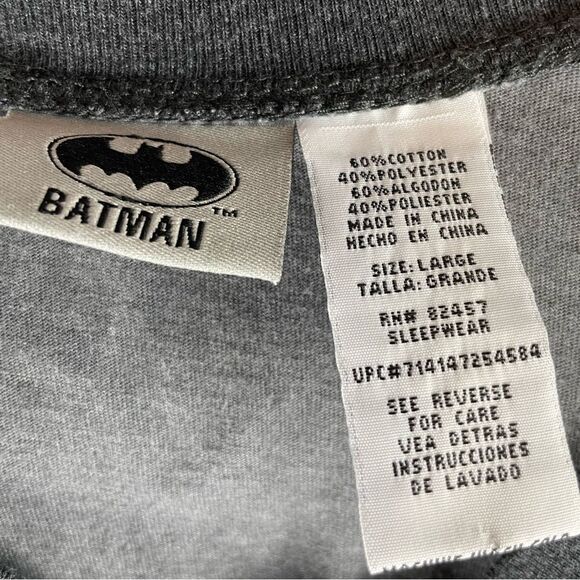 BATMAN™
60%COTTON
40%POLYESTER
60%ALGODON
40%POLIESTER
MADE IN CHINA
HECHO EN CHINA
SIZE: LARGE
TALLA: GRANDE
RN# 82457
SLEEPWEAR
UPC#714147254584
SEE REVERSE
FOR CARE
VEA DETRAS
INSTRUCCIONES
DE LAVADO